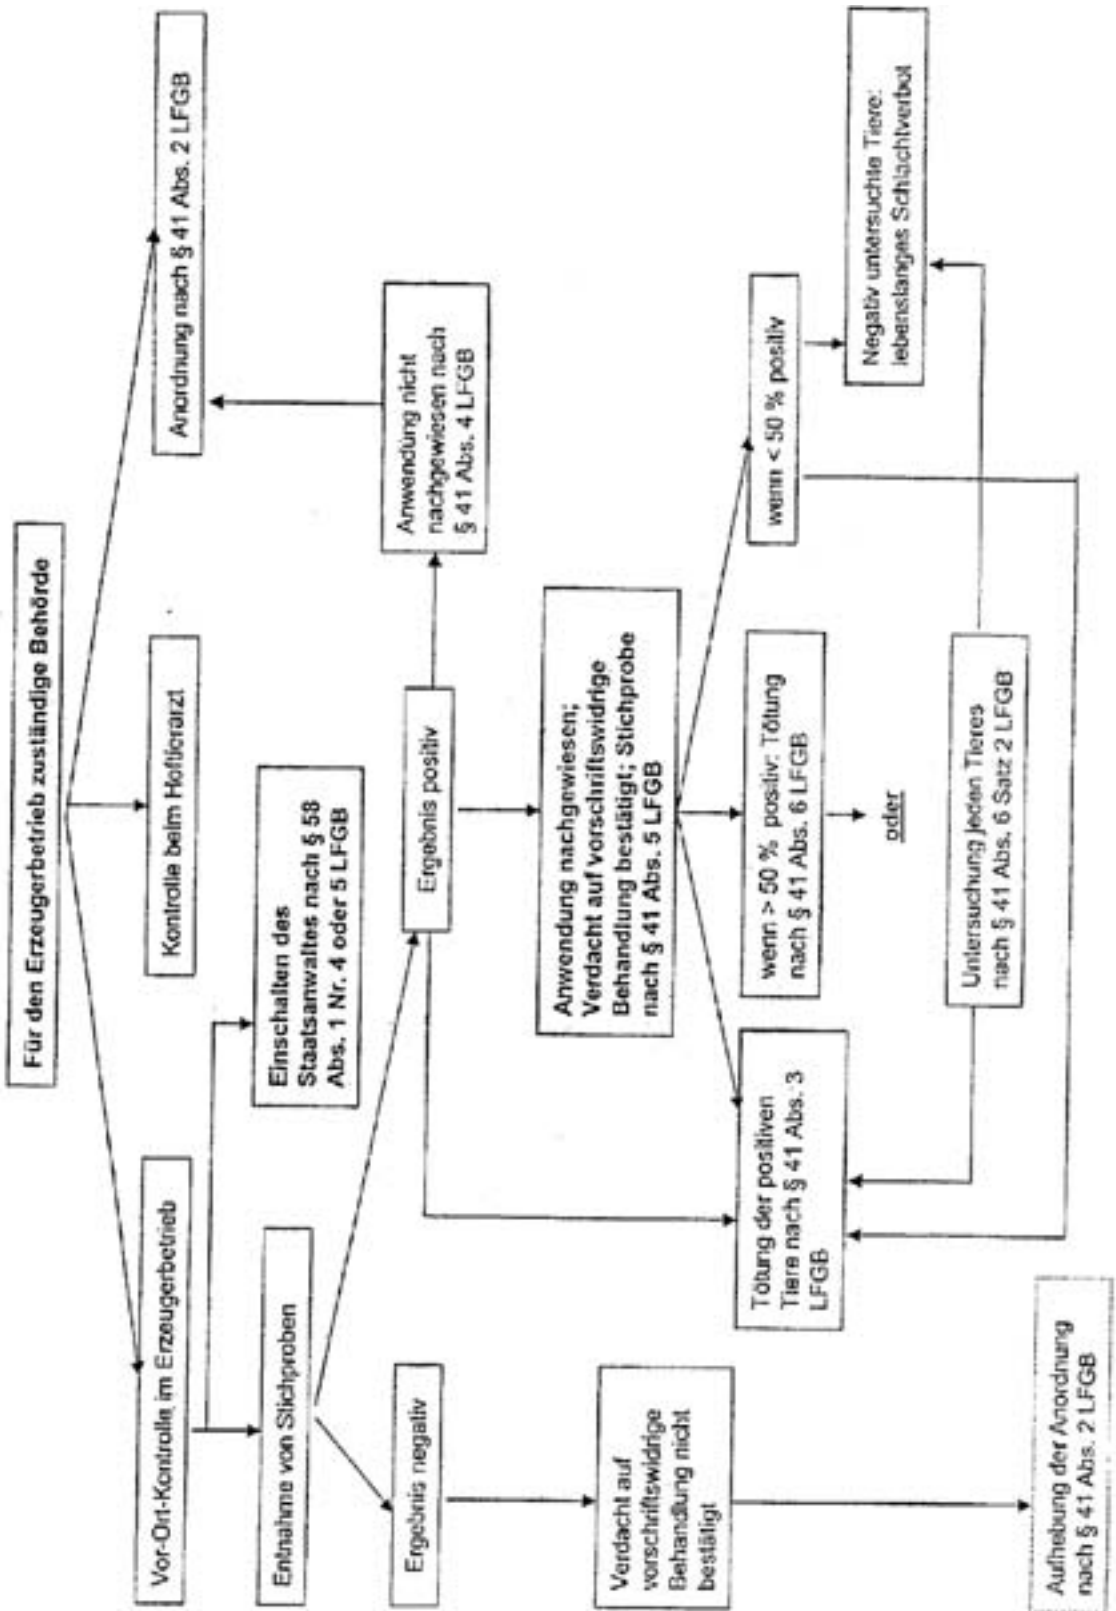 Für den Erzeugerbetrieb zuständige Behörde
Vor-Ort-Kontrolle im Erzeugerbetrieb
Kontrolle beim Hoftierarzt
Anordnung nach § 41 Abs. 2 LFGB
Einschalten des
Staatsanwaltes nach § 58
Abs. 1 Nr. 4 oder 5 LFGB
Entnahme von Stichproben
Ergebnis negativ
Ergebnis positiv
Anwendung nicht
nachgewiesen nach
§ 41 Abs. 4 LFGB
Verdacht auf
vorschriftswidrige
Behandlung nicht
bestätigt
Anwendung nachgewiesen;
Verdacht auf vorschriftswidrige
Behandlung bestätigt; Stichprobe
nach § 41 Abs. 5 LFGB
Tötung der positiven
Tiere nach § 41 Abs. 3
LFGB
wenn > 50 % positiv: Tötung
nach § 41 Abs. 6 LFGB
wenn < 50 % positiv
oder
Negativ untersuchte Tiere:
lebenslanges Schlachtverbot
Untersuchung jeden Tieres
nach § 41 Abs. 6 Satz 2 LFGB
Aufhebung der Anordnung
nach § 41 Abs. 2 LFGB